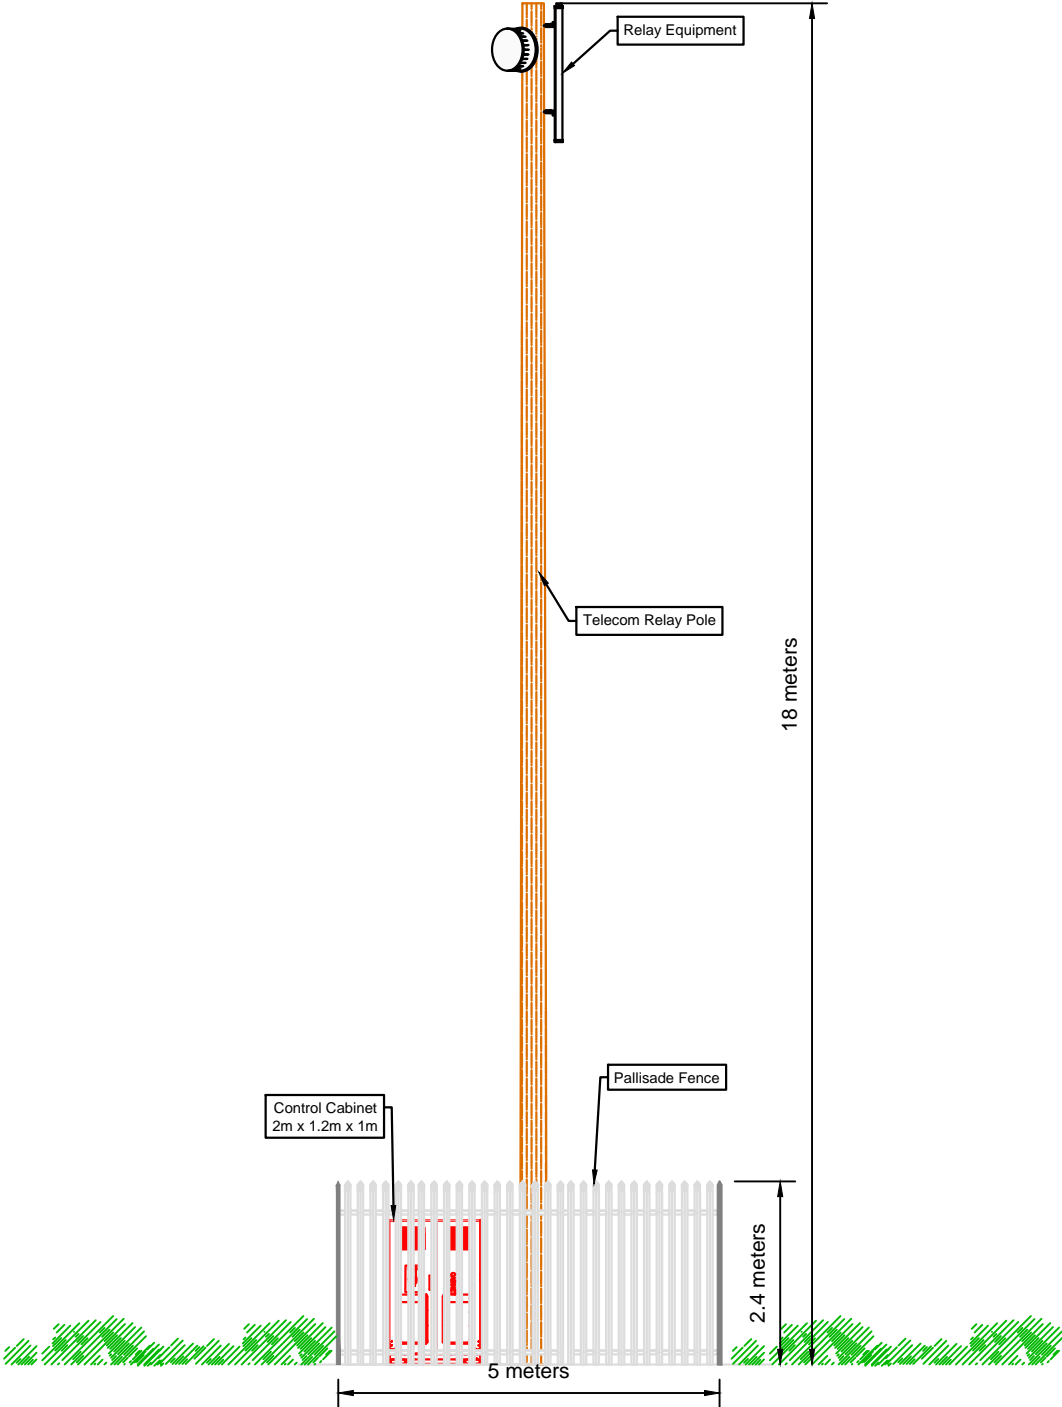 Relay Equipment
Telecom Relay Pole
18 meters
Pallisade Fence
Control Cabinet
2m x 1.2m x 1m
2.4 meters
5 meters